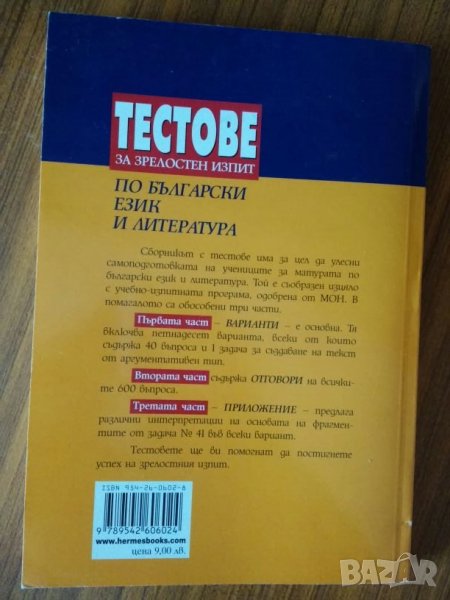 ТЕСТОВЕ
ЗА ЗРЕЛОСТЕН ИЗПИТ
ПО БЪЛГАРСКИ
ЕЗИК
И ЛИТЕРАТУРА
Сборникът с тестове има за цел да улесни
самоподготовката на учениците за матурата по
български език и литература. Той е съобразен изцяло
с учебно-изпитната програма, одобрена от МОН. В
помагалото са обособени три части.
Първата част – ВАРИАНТИ – е основна. Тя
включва петнадесет варианта, всеки от които
съдържа 40 въпроса и 1 задача за създаване на текст
от аргументативен тип.
Втората част съдържа ОТГОВОРИ на всички-
те 600 въпроса.
Третата част – ПРИЛОЖЕНИЕ – предлага
различни интерпретации на основата на фрагмен-
тите от задача № 41 във всеки вариант.
Тестовете ще ви помогнат да постигнете
успех на зрелостния изпит.
ISBN 954-26-0602-8
9 789542 606024
www.hermesbooks.com
цена 9,00 лв.
BAZAR